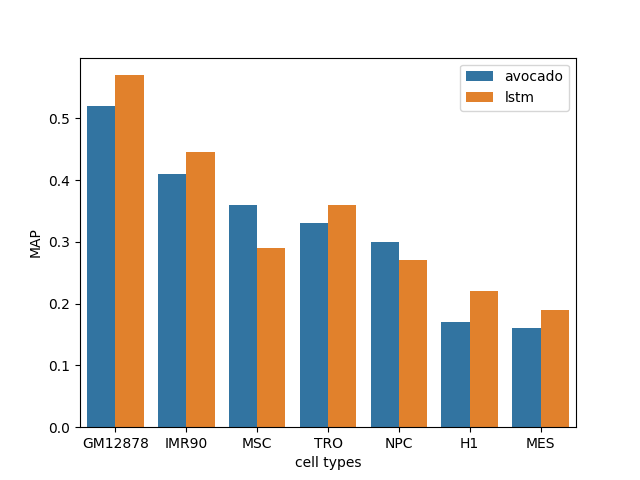 avocado
lstm
0.5
0.4
0.3
0.2
0.1
0.0
MAP
GM12878 IMR90 MSC TRO NPC H1 MES
cell types